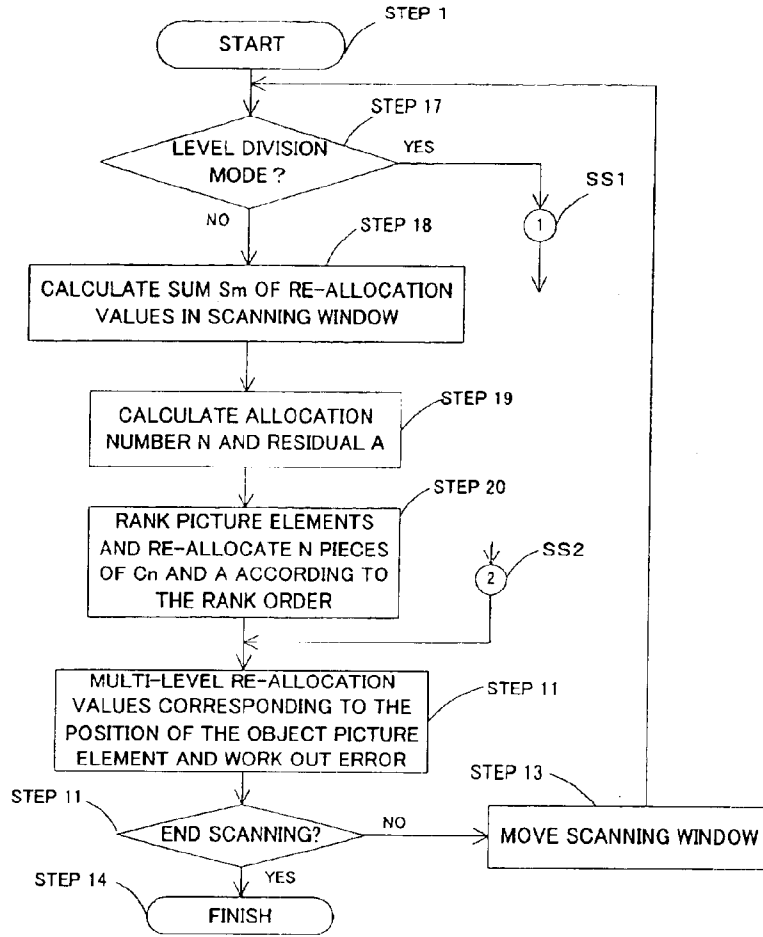 STEP 1
START
STEP 17
LEVEL DIVISION
MODE?
YES
SS1
1
NO
STEP 18
CALCULATE SUM Sm OF RE-ALLOCATION
VALUES IN SCANNING WINDOW
STEP 19
CALCULATE ALLOCATION
NUMBER N AND RESIDUAL A
STEP 20
RANK PICTURE ELEMENTS
AND RE-ALLOCATE N PIECES
OF Cn AND A ACCORDING TO
THE RANK ORDER
SS2
2
MULTI-LEVEL RE-ALLOCATION
VALUES CORRESPONDING TO THE
POSITION OF THE OBJECT PICTURE
ELEMENT AND WORK OUT ERROR
STEP 11
STEP 11
END SCANNING?
NO
STEP 13
MOVE SCANNING WINDOW
YES
STEP 14
FINISH